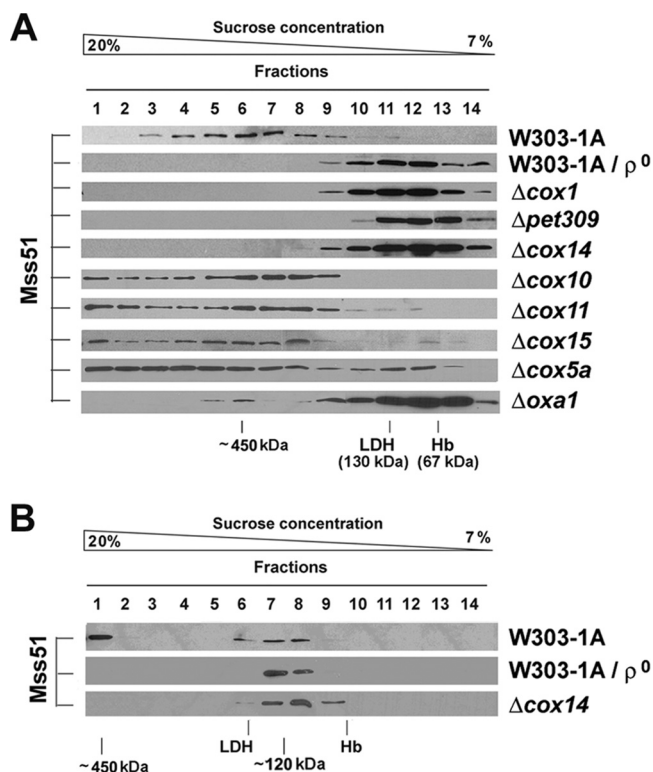 A
Sucrose concentration
20% 7 %
Fractions
1 2 3 4 5 6 7 8 9 10 11 12 13 14
Mss51
W303-1A
W303-1A / ρ⁰
Δcox1
Δpet309
Δcox14
Δcox10
Δcox11
Δcox15
Δcox5a
Δoxa1
~450 kDa LDH Hb
(130 kDa) (67 kDa)
B
Sucrose concentration
20% 7 %
Fractions
1 2 3 4 5 6 7 8 9 10 11 12 13 14
Mss51
W303-1A
W303-1A / ρ⁰
Δcox14
LDH Hb
~450 kDa ~120 kDa